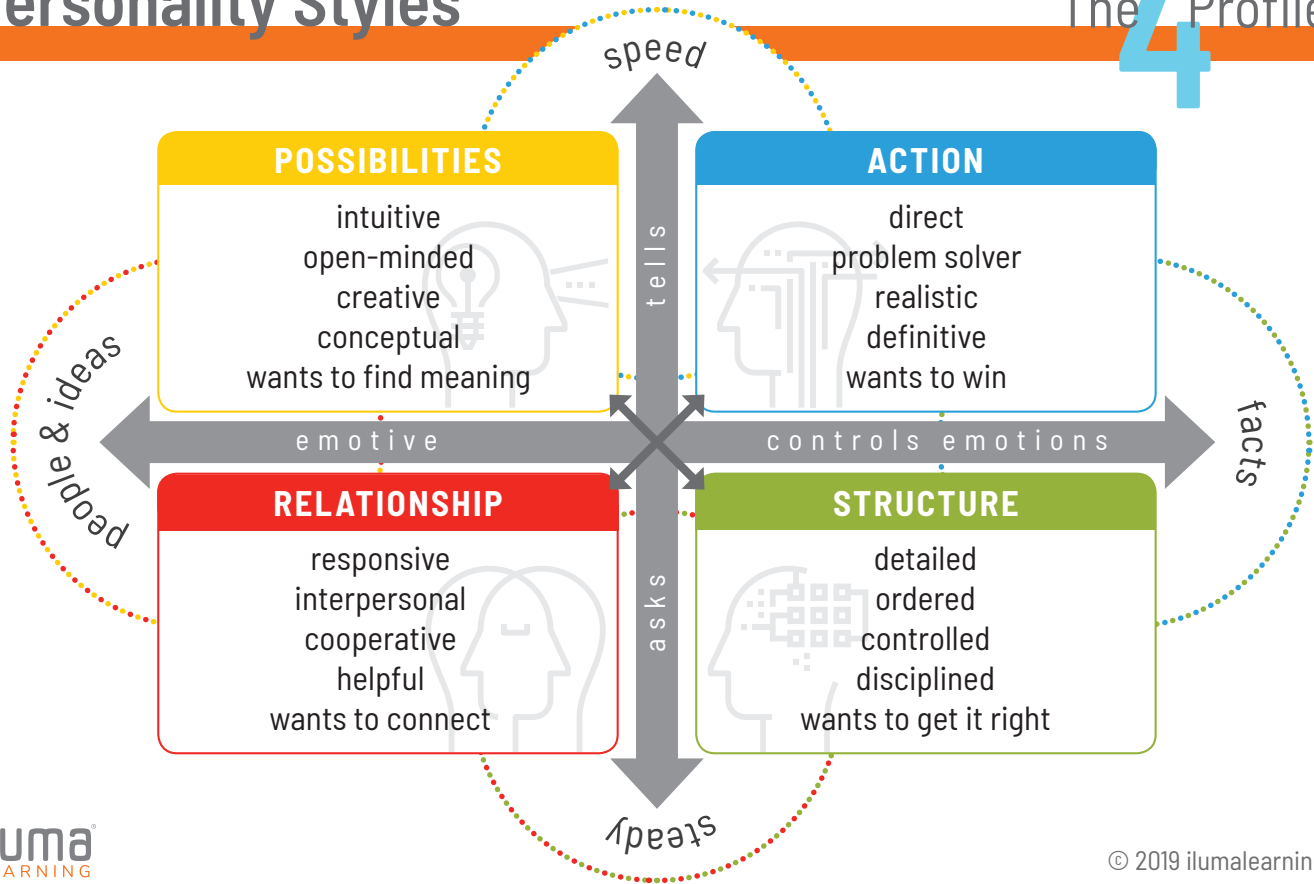 ersonality Styles
The 4 Profile
speed
POSSIBILITIES
intuitive
open-minded
creative
conceptual
wants to find meaning
tells
ACTION
direct
problem solver
realistic
definitive
wants to win
people & ideas
emotive
controls emotions
facts
RELATIONSHIP
responsive
interpersonal
cooperative
helpful
wants to connect
asks
STRUCTURE
detailed
ordered
controlled
disciplined
wants to get it right
steady
uma®
ARNING
© 2019 ilumalearnin